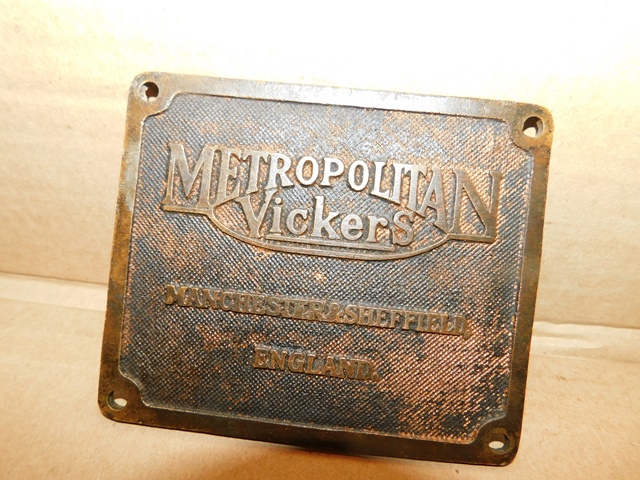 METROPOLITAN
Vickers
MANCHESTER & SHEFFIELD,
ENGLAND.